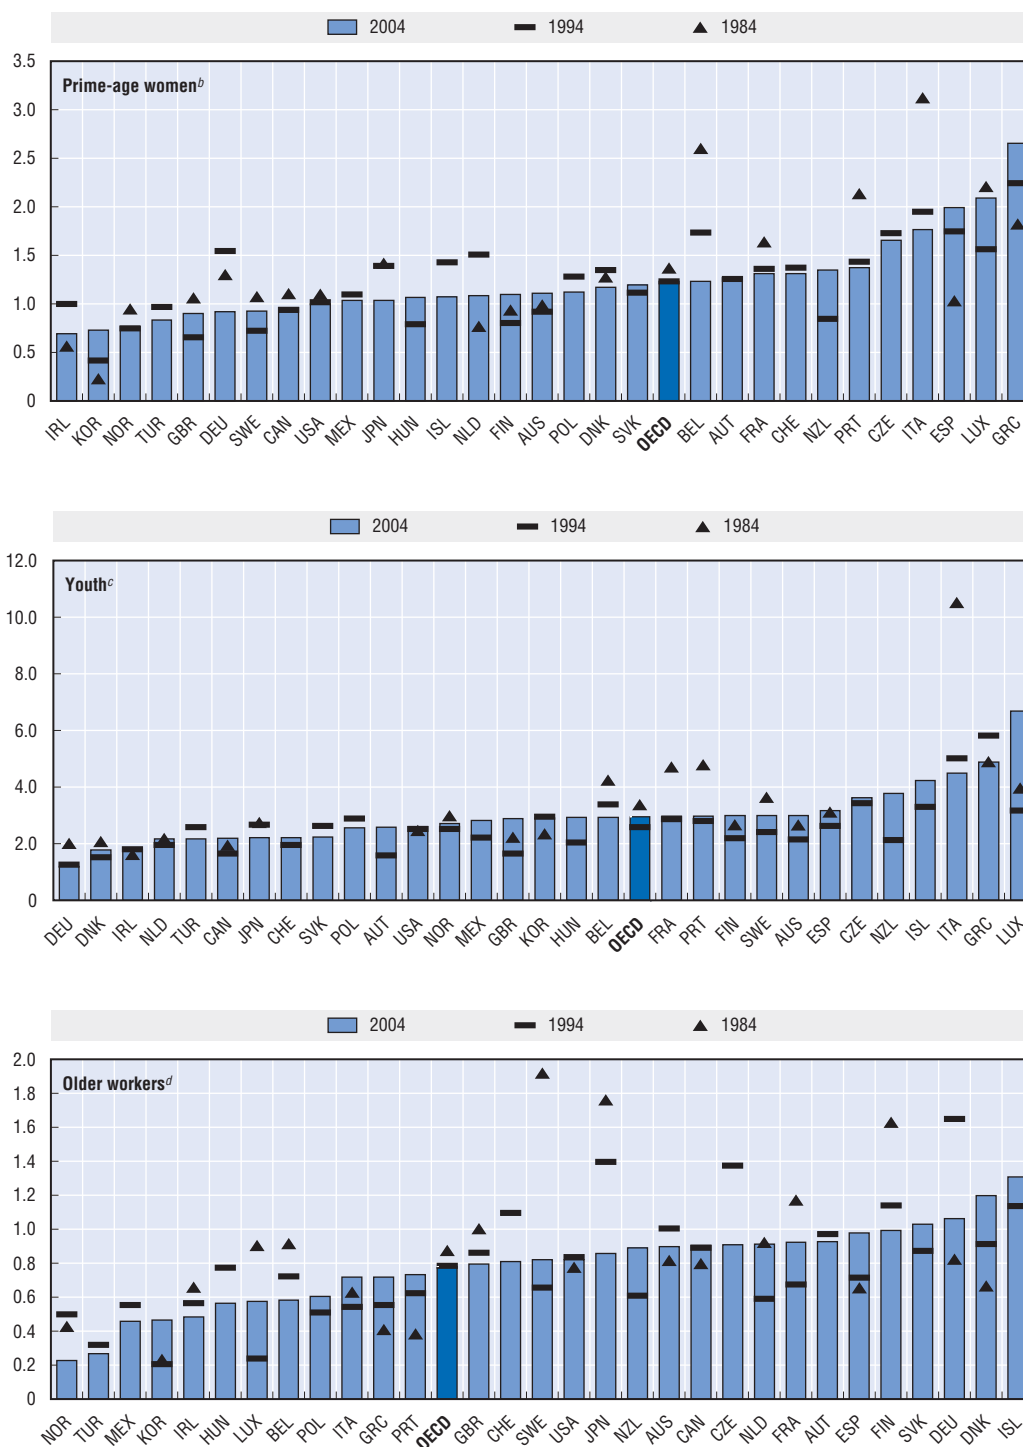 2004 1994 1984
3.5
Prime-age womenᵇ
3.0
2.5
2.0
1.5
1.0
0.5
0
IRL KOR NOR TUR GBR DEU SWE CAN USA MEX JPN HUN ISL NLD FIN AUS POL DNK SVK OECD BEL AUT FRA CHE NZL PRT CZE ITA ESP LUX GRC
2004 1994 1984
12.0
Youthᶜ
10.0
8.0
6.0
4.0
2.0
0
DEU DNK IRL NLD TUR CAN JPN CHE SVK POL AUT USA NOR MEX GBR KOR HUN BEL OECD FRA PRT FIN SWE AUS ESP CZE NZL ISL ITA GRC LUX
2004 1994 1984
2.0
Older workersᵈ
1.8
1.6
1.4
1.2
1.0
0.8
0.6
0.4
0.2
0
NOR TUR MEX KOR IRL HUN LUX BEL POL ITA GRC PRT OECD GBR CHE SWE USA JPN NZL AUS CAN CZE NLD FRA AUT ESP FIN SVK DEU DNK ISL